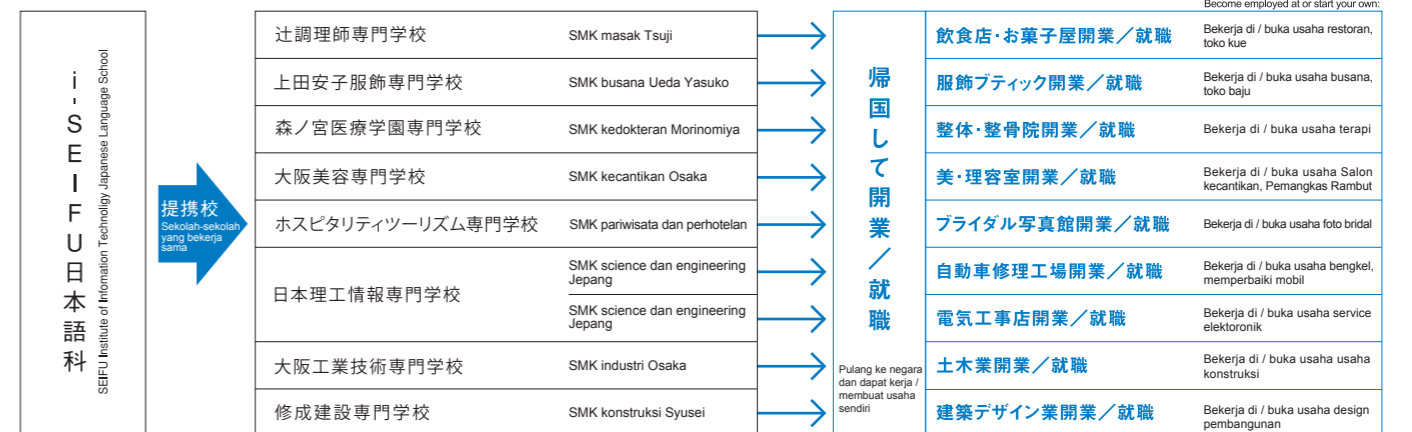 Become employed at or start your own:
i-SEIFU日本語科
SEIFU Institute of Infomation Techonligy Japanese Language School
提携校
Sekolah-sekolah
yang bekerja
sama
辻調理師専門学校
SMK masak Tsuji
上田安子服飾専門学校
SMK busana Ueda Yasuko
森ノ宮医療学園専門学校
SMK kedokteran Morinomiya
大阪美容専門学校
SMK kecantikan Osaka
ホスピタリティツーリズム専門学校
SMK pariwisata dan perhotelan
日本理工情報専門学校
SMK science dan engineering
Jepang
SMK science dan engineering
Jepang
大阪工業技術専門学校
SMK industri Osaka
修成建設専門学校
SMK konstruksi Syusei
帰国して開業／就職
Pulang ke negara
dan dapat kerja /
membuat usaha
sendiri
飲食店・お菓子屋開業／就職
Bekerja di / buka usaha restoran,
toko kue
服飾ブティック開業／就職
Bekerja di / buka usaha busana,
toko baju
整体・整骨院開業／就職
Bekerja di / buka usaha terapi
美・理容室開業／就職
Bekerja di / buka usaha Salon
kecantikan, Pemangkas Rambut
ブライダル写真館開業／就職
Bekerja di / buka usaha foto bridal
自動車修理工場開業／就職
Bekerja di / buka usaha bengkel,
memperbaiki mobil
電気工事店開業／就職
Bekerja di / buka usaha service
elektoronik
土木業開業／就職
Bekerja di / buka usaha usaha
konstruksi
建築デザイン業開業／就職
Bekerja di / buka usaha design
pembangunan